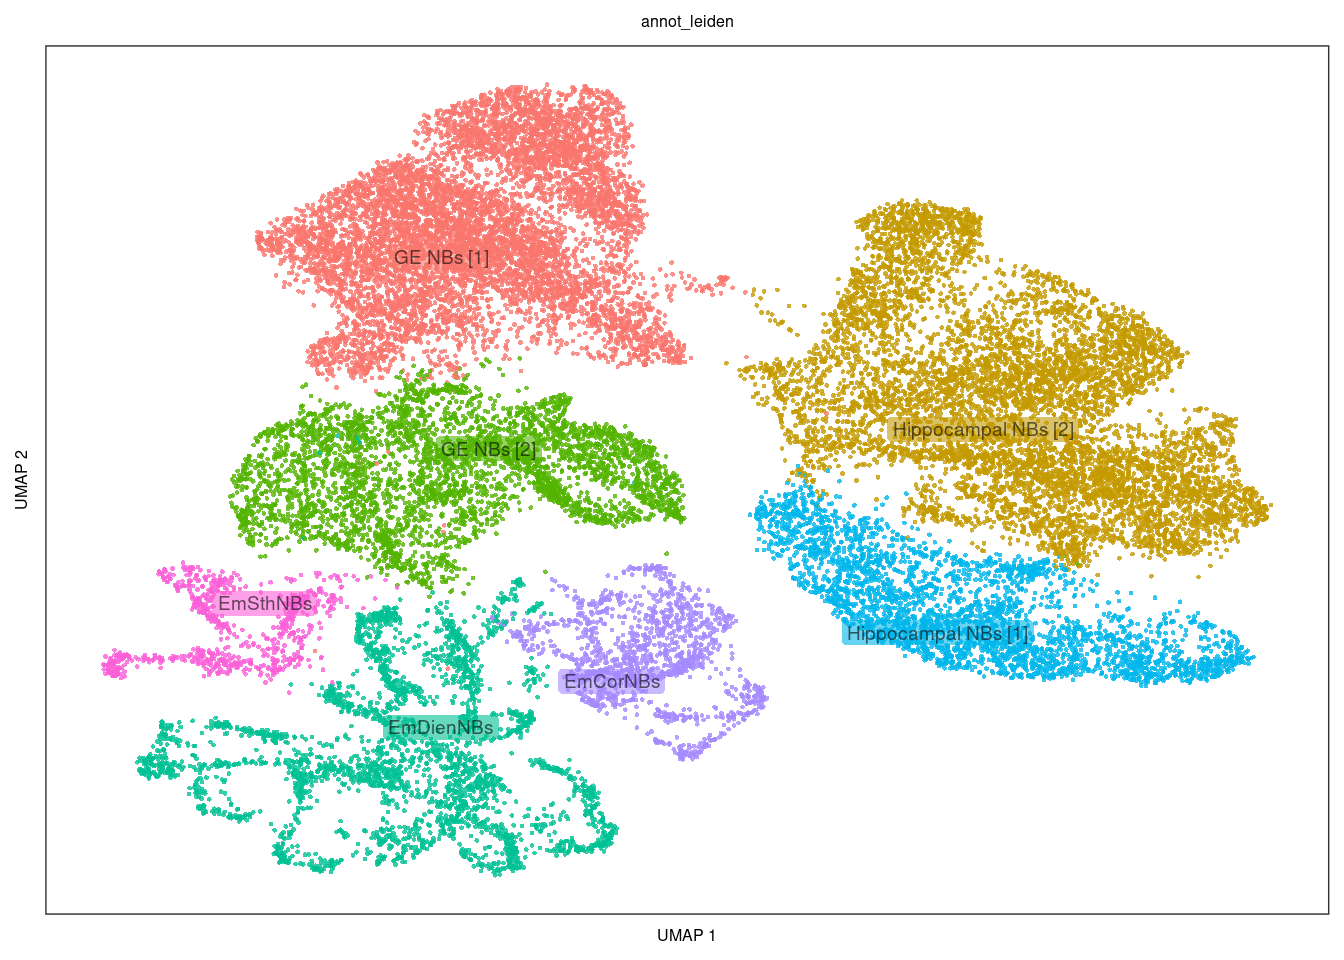 annot_leiden
GE NBs [1]
Hippocampal NBs [2]
GE NBs [2]
UMAP 2
EmSthNBs
Hippocampal NBs [1]
EmCorNBs
EmDienNBs
UMAP 1